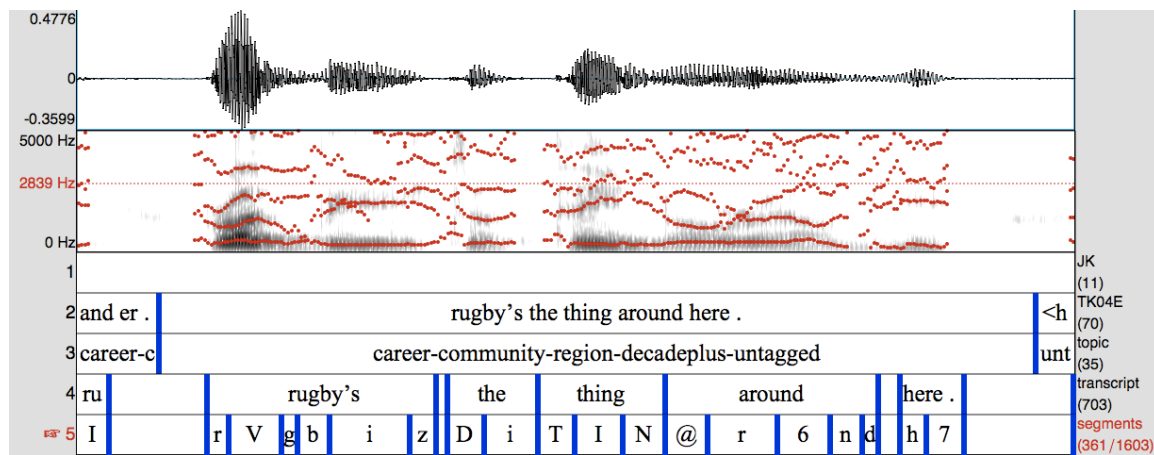 0.4776
0
-0.3599
5000 Hz
2839 Hz
0 Hz
1 JK (11)
2 and er . rugby's the thing around here . <h TK04E (70)
3 career-c career-community-region-decadeplus-untagged unt topic (35)
4 ru rugby's the thing around here . transcript (703)
☞ 5 I r V g b i z D i T I N @ r 6 n d h 7 segments (361/1603)